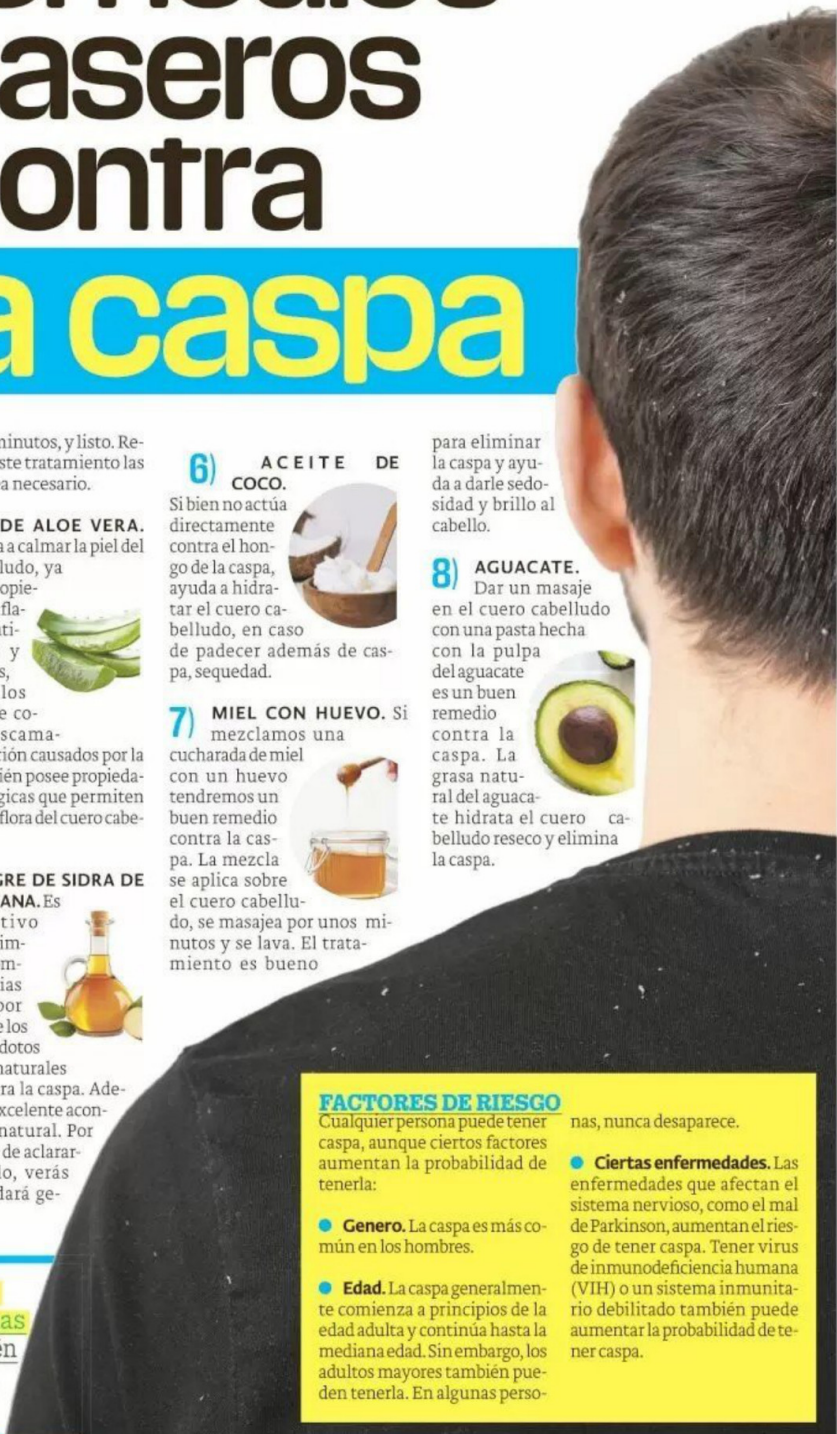 aseros
ontra
a caspa
minutos, y listo. Re-
ste tratamiento las
a necesario.
DE ALOE VERA.
a a calmar la piel del
ludo, ya
opie-
fla-
ti-
y
s,
los
e co-
scama-
ión causados por la
ién posee propieda-
gicas que permiten
flora del cuero cabe-
GRE DE SIDRA DE
ANA. Es
tivo
im-
m-
ias
por
e los
dotos
naturales
ra la caspa. Ade-
xcelente acon-
natural. Por
de aclarar-
lo, verás
dará ge-
as
én
6) ACEITE DE
COCO.
Si bien no actúa
directamente
contra el hon-
go de la caspa,
ayuda a hidra-
tar el cuero ca-
belludo, en caso
de padecer además de cas-
pa, sequedad.
7) MIEL CON HUEVO. Si
mezclamos una
cucharada de miel
con un huevo
tendremos un
buen remedio
contra la cas-
pa. La mezcla
se aplica sobre
el cuero cabellu-
do, se masajea por unos mi-
nutos y se lava. El trata-
miento es bueno
para eliminar
la caspa y ayu-
da a darle sedo-
sidad y brillo al
cabello.
8) AGUACATE.
Dar un masaje
en el cuero cabelludo
con una pasta hecha
con la pulpa
del aguacate
es un buen
remedio
contra la
caspa. La
grasa natu-
ral del aguaca-
te hidrata el cuero ca-
belludo reseco y elimina
la caspa.
FACTORES DE RIESGO
Cualquier persona puede tener
caspa, aunque ciertos factores
aumentan la probabilidad de
tenerla:
● Genero. La caspa es más co-
mún en los hombres.
● Edad. La caspa generalmen-
te comienza a principios de la
edad adulta y continúa hasta la
mediana edad. Sin embargo, los
adultos mayores también pue-
den tenerla. En algunas perso-
nas, nunca desaparece.
● Ciertas enfermedades. Las
enfermedades que afectan el
sistema nervioso, como el mal
de Parkinson, aumentan el ries-
go de tener caspa. Tener virus
de inmunodeficiencia humana
(VIH) o un sistema inmunita-
rio debilitado también puede
aumentar la probabilidad de te-
ner caspa.